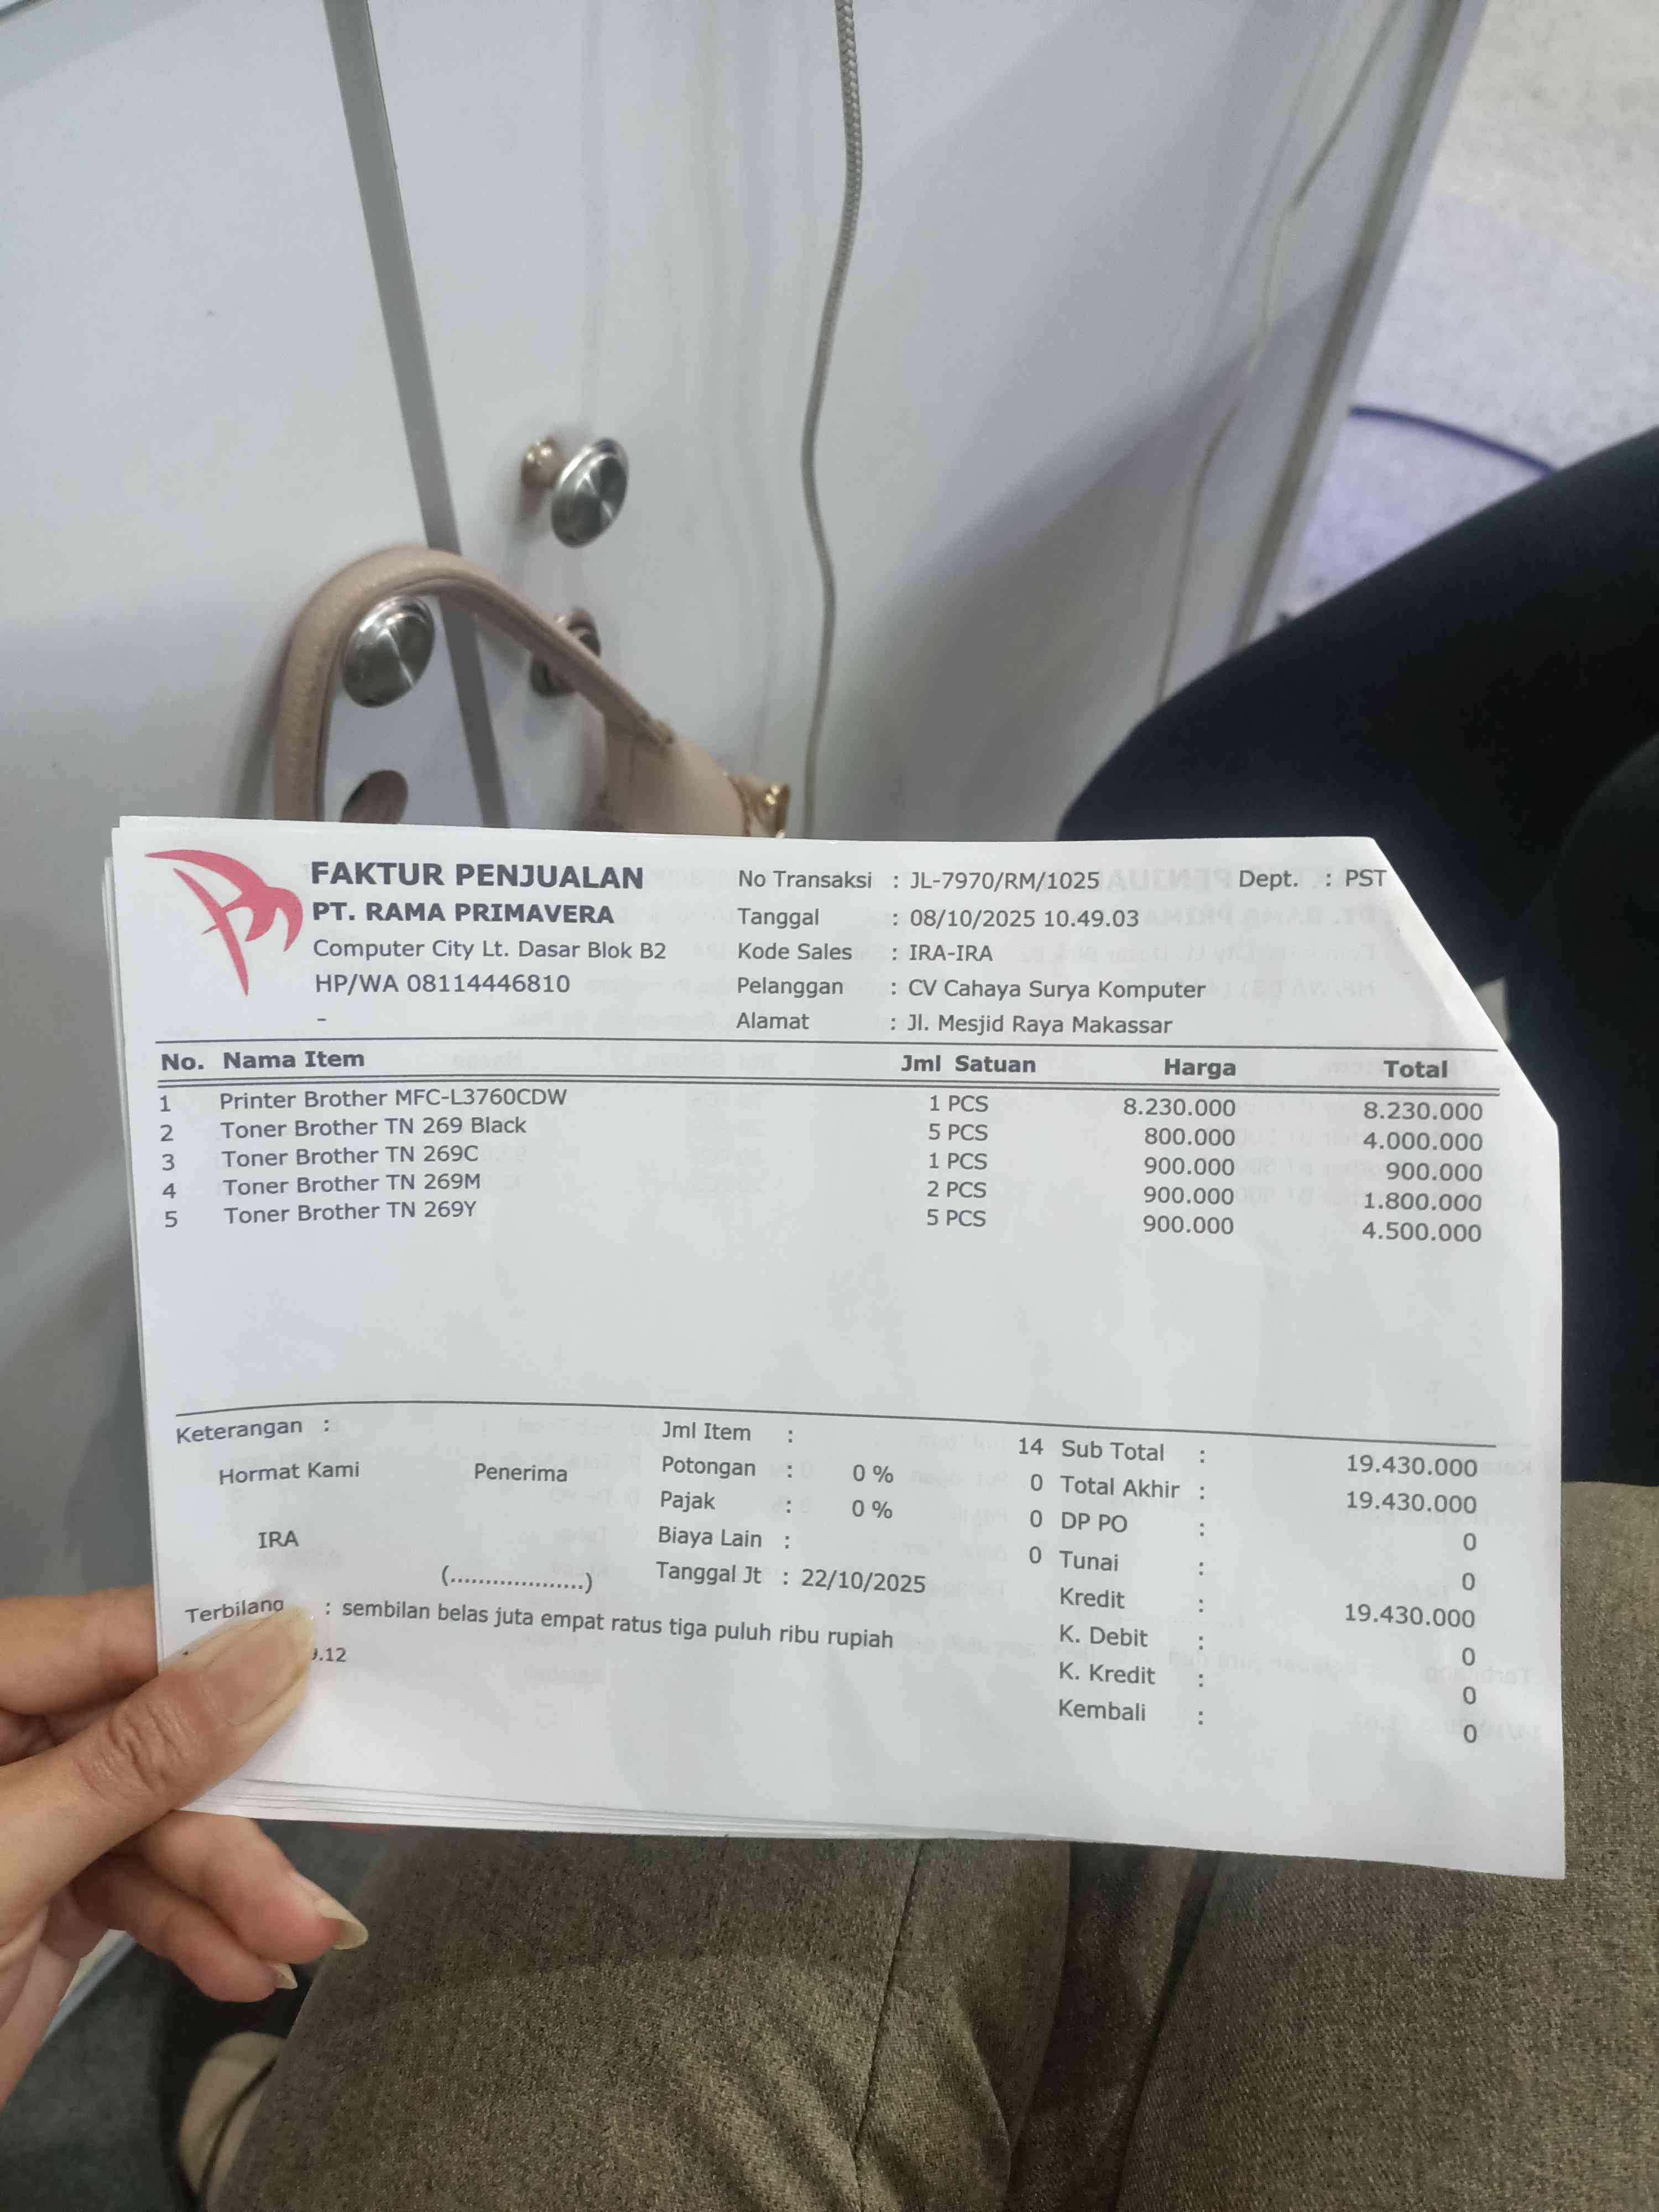 FAKTUR PENJUALAN
PT. RAMA PRIMAVERA
Computer City Lt. Dasar Blok B2
HP/WA 08114446810
-
No Transaksi : JL-7970/RM/1025 Dept. : PST
Tanggal : 08/10/2025 10.49.03
Kode Sales : IRA-IRA
Pelanggan : CV Cahaya Surya Komputer
Alamat : Jl. Mesjid Raya Makassar
No. Nama Item Jml Satuan Harga Total
1 Printer Brother MFC-L3760CDW 1 PCS 8.230.000 8.230.000
2 Toner Brother TN 269 Black 5 PCS 800.000 4.000.000
3 Toner Brother TN 269C 1 PCS 900.000 900.000
4 Toner Brother TN 269M 2 PCS 900.000 1.800.000
5 Toner Brother TN 269Y 5 PCS 900.000 4.500.000
Keterangan :
Hormat Kami Penerima
IRA
(...................)
Jml Item : 14
Potongan : 0 % 0
Pajak : 0 % 0
Biaya Lain : 0
Tanggal Jt : 22/10/2025
Sub Total : 19.430.000
Total Akhir : 19.430.000
DP PO : 0
Tunai : 0
Kredit : 19.430.000
K. Debit : 0
K. Kredit : 0
Kembali : 0
Terbilang : sembilan belas juta empat ratus tiga puluh ribu rupiah
.12